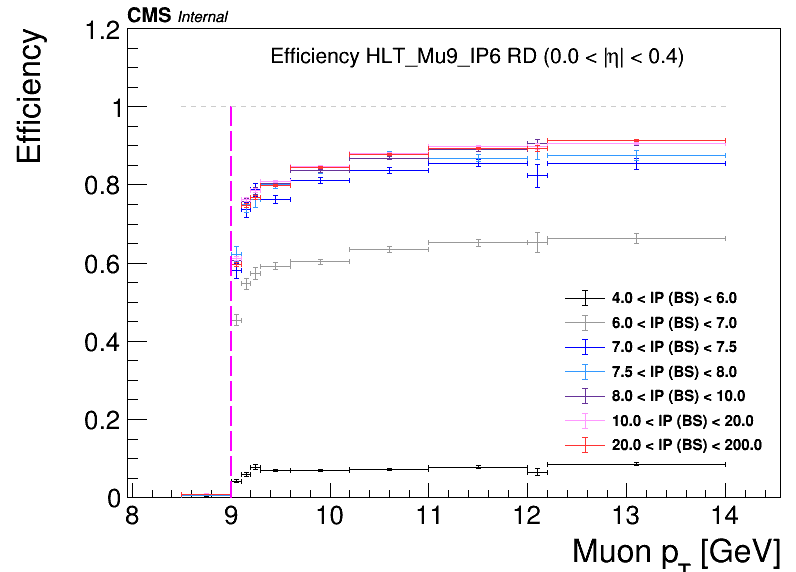 CMS Internal
Efficiency HLT_Mu9_IP6 RD (0.0 < |η| < 0.4)
Efficiency
1.2
1
0.8
0.6
0.4
0.2
0
4.0 < IP (BS) < 6.0
6.0 < IP (BS) < 7.0
7.0 < IP (BS) < 7.5
7.5 < IP (BS) < 8.0
8.0 < IP (BS) < 10.0
10.0 < IP (BS) < 20.0
20.0 < IP (BS) < 200.0
8 9 10 11 12 13 14
Muon p_T [GeV]